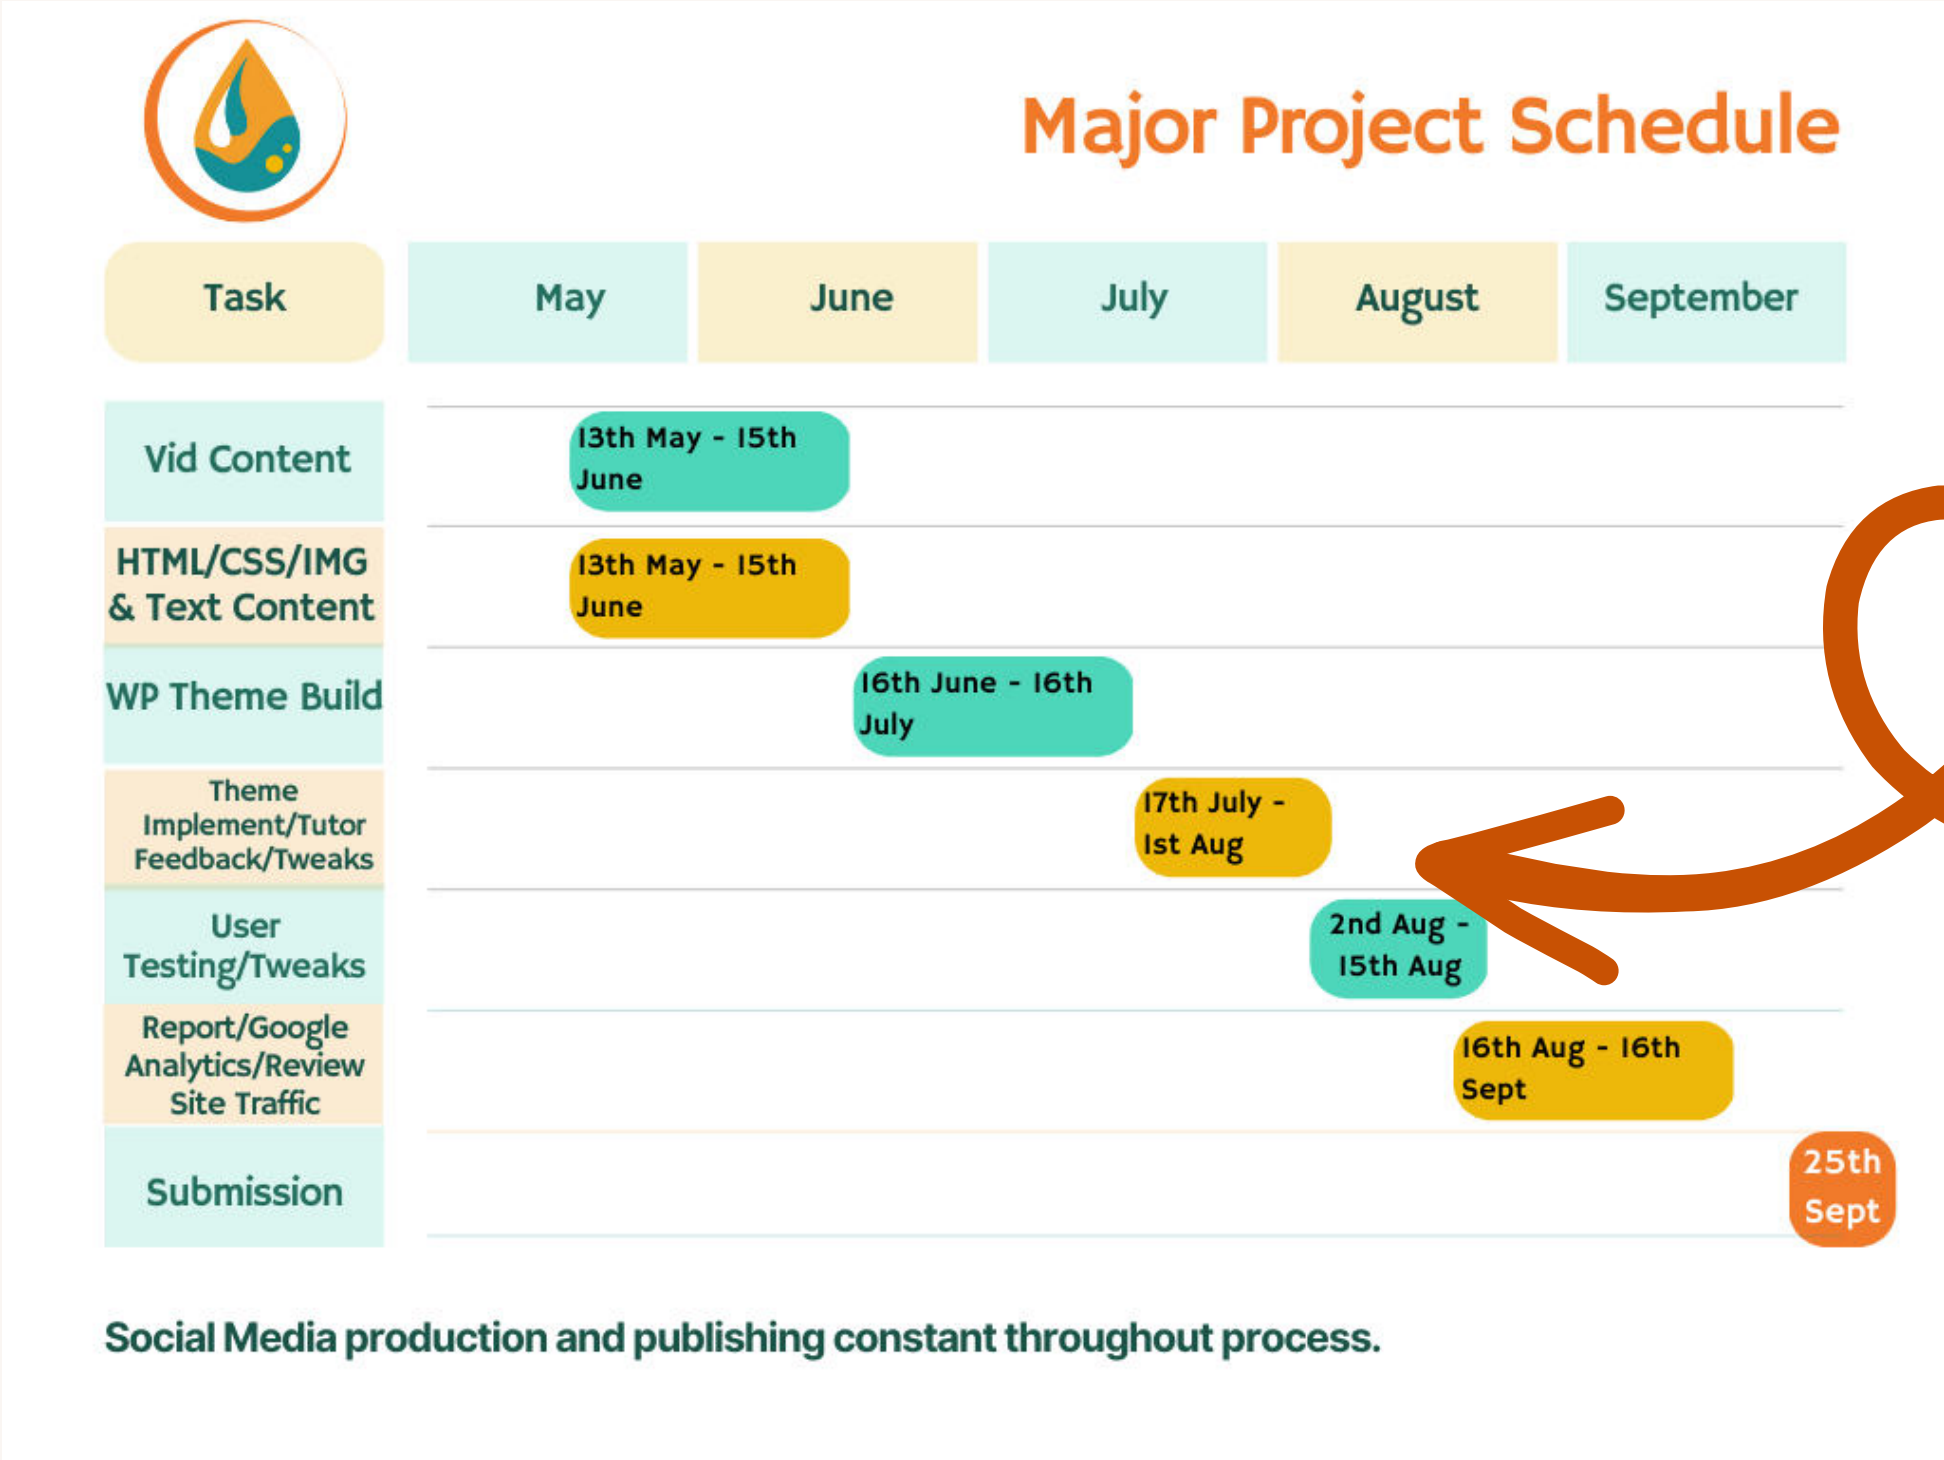 Major Project Schedule
Task
May
June
July
August
September
Vid Content
13th May - 15th
June
HTML/CSS/IMG
& Text Content
13th May - 15th
June
WP Theme Build
16th June - 16th
July
Theme
Implement/Tutor
Feedback/Tweaks
17th July -
1st Aug
User
Testing/Tweaks
2nd Aug -
15th Aug
Report/Google
Analytics/Review
Site Traffic
16th Aug - 16th
Sept
Submission
25th
Sept
Social Media production and publishing constant throughout process.